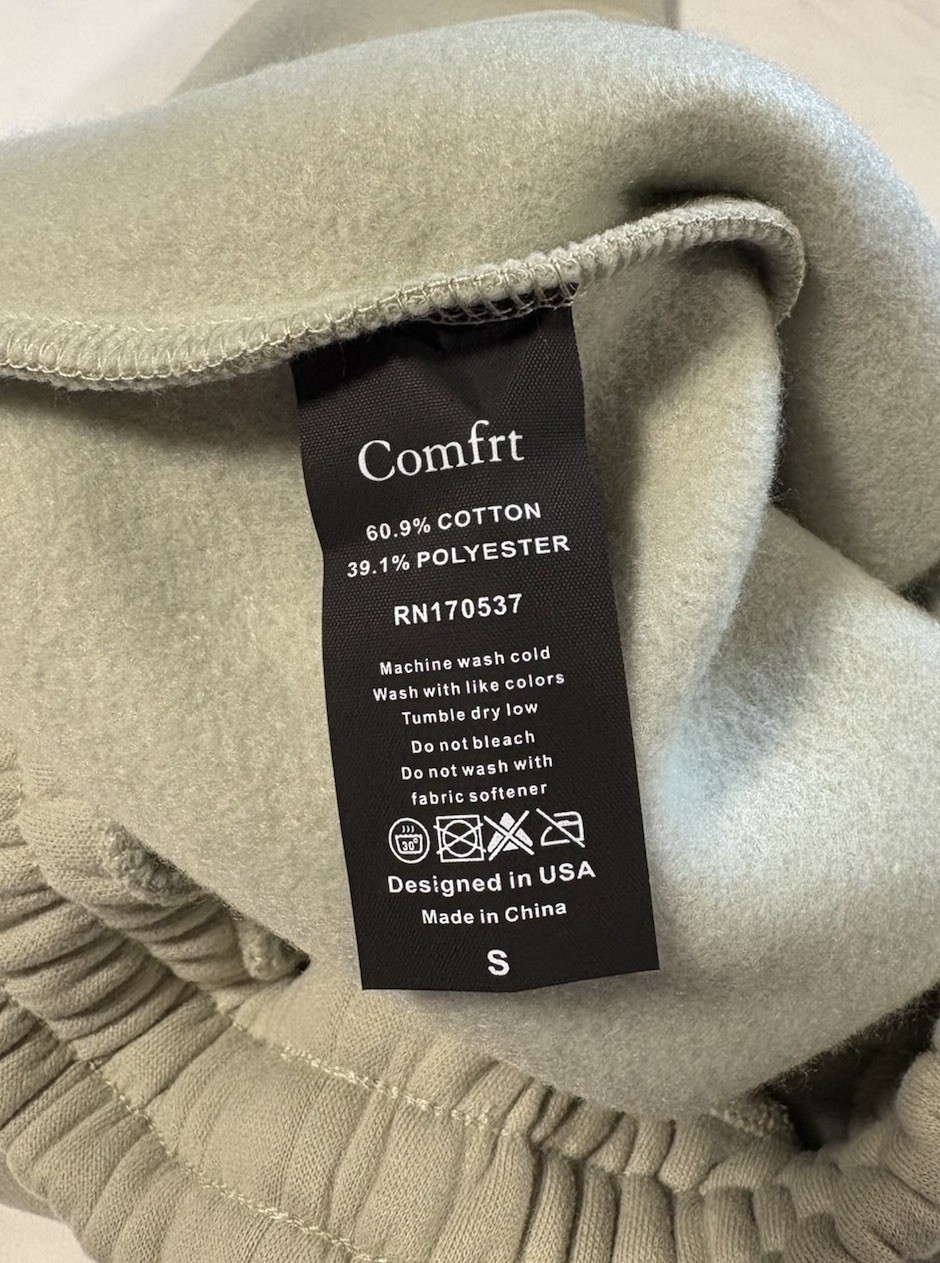 Comfrt
60.9% COTTON
39.1% POLYESTER
RN170537
Machine wash cold
Wash with like colors
Tumble dry low
Do not bleach
Do not wash with
fabric softener
30°
Designed in USA
Made in China
S